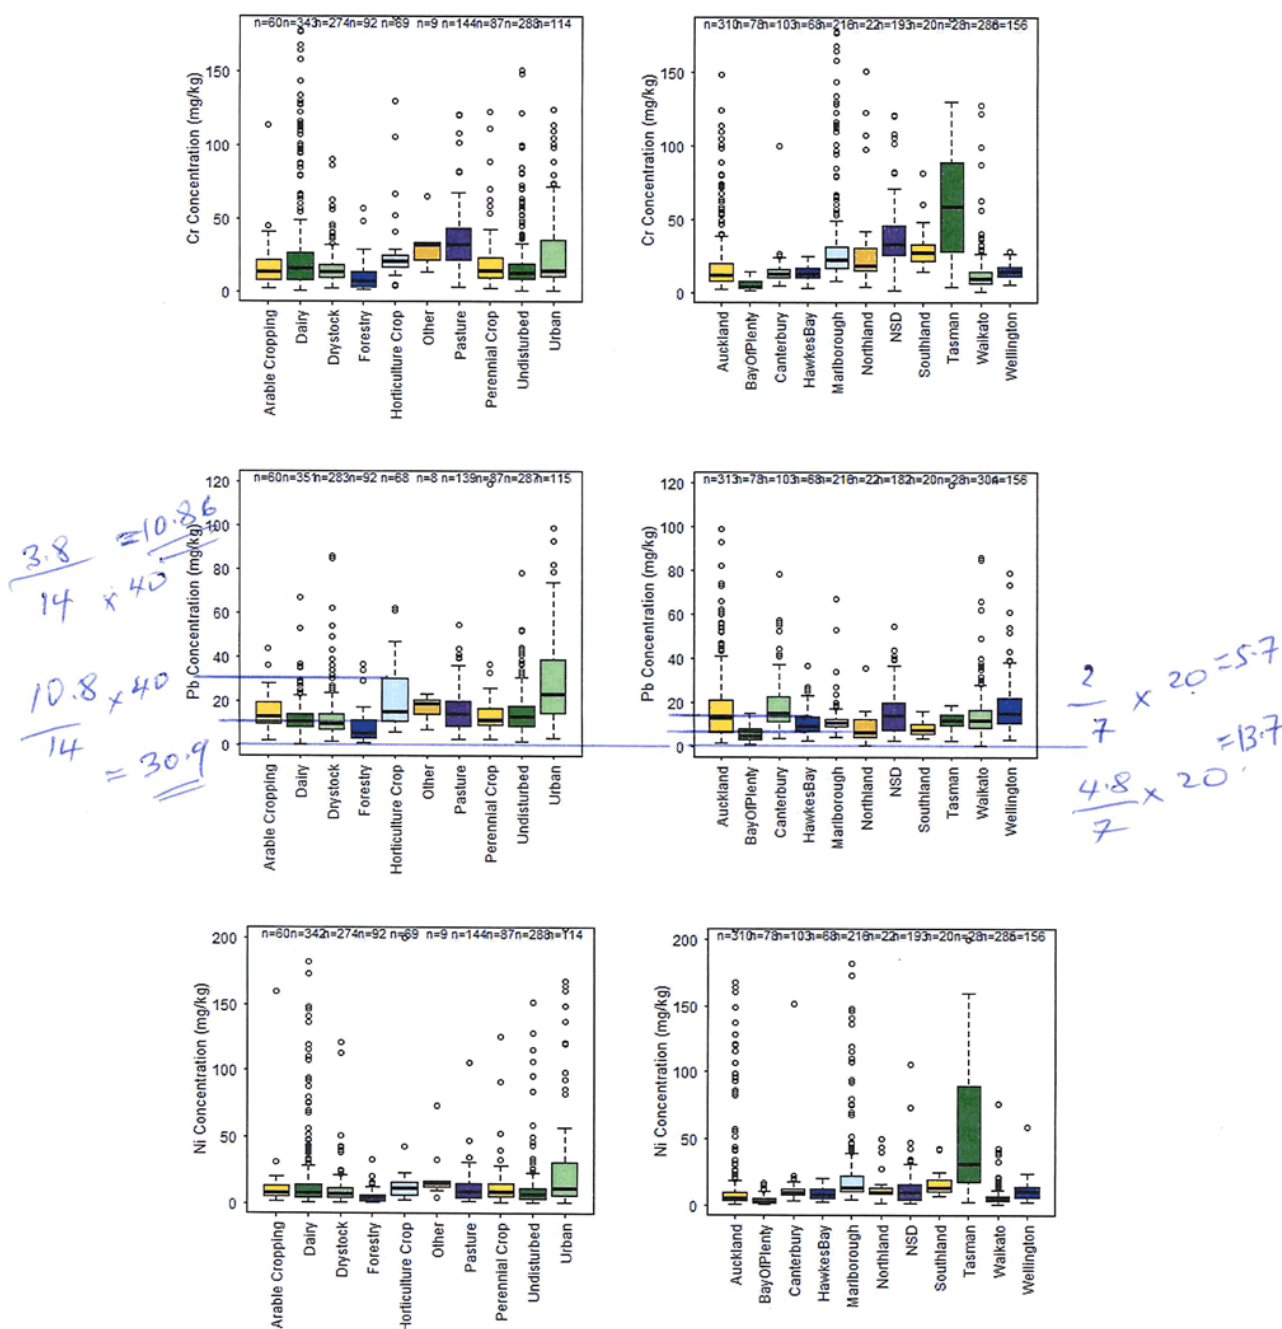 n=60 n=343 n=274 n=92 n=69 n=9 n=144 n=87 n=288 n=114
Cr Concentration (mg/kg)
150
100
50
0
Arable Cropping
Dairy
Drystock
Forestry
Horticulture Crop
Other
Pasture
Perennial Crop
Undisturbed
Urban
n=310 n=78 n=103 n=68 n=216 n=22 n=193 n=20 n=28 n=286 n=156
Cr Concentration (mg/kg)
150
100
50
0
Auckland
BayOfPlenty
Canterbury
HawkesBay
Marlborough
Northland
NSD
Southland
Tasman
Waikato
Wellington
3.8
14 × 40 = 10.86
10.8 × 40
14
= 30.9
n=60 n=351 n=283 n=92 n=68 n=8 n=139 n=87 n=287 n=115
Pb Concentration (mg/kg)
120
100
80
60
40
20
0
Arable Cropping
Dairy
Drystock
Forestry
Horticulture Crop
Other
Pasture
Perennial Crop
Undisturbed
Urban
n=313 n=78 n=103 n=68 n=216 n=22 n=182 n=20 n=28 n=304 n=156
Pb Concentration (mg/kg)
120
100
80
60
40
20
0
Auckland
BayOfPlenty
Canterbury
HawkesBay
Marlborough
Northland
NSD
Southland
Tasman
Waikato
Wellington
2
7 × 20 = 5.7
= 13.7
4.8 × 20
7
n=60 n=342 n=274 n=92 n=69 n=9 n=144 n=87 n=288 n=114
Ni Concentration (mg/kg)
200
150
100
50
0
Arable Cropping
Dairy
Drystock
Forestry
Horticulture Crop
Other
Pasture
Perennial Crop
Undisturbed
Urban
n=310 n=78 n=103 n=68 n=216 n=22 n=193 n=20 n=28 n=285 n=156
Ni Concentration (mg/kg)
200
150
100
50
0
Auckland
BayOfPlenty
Canterbury
HawkesBay
Marlborough
Northland
NSD
Southland
Tasman
Waikato
Wellington